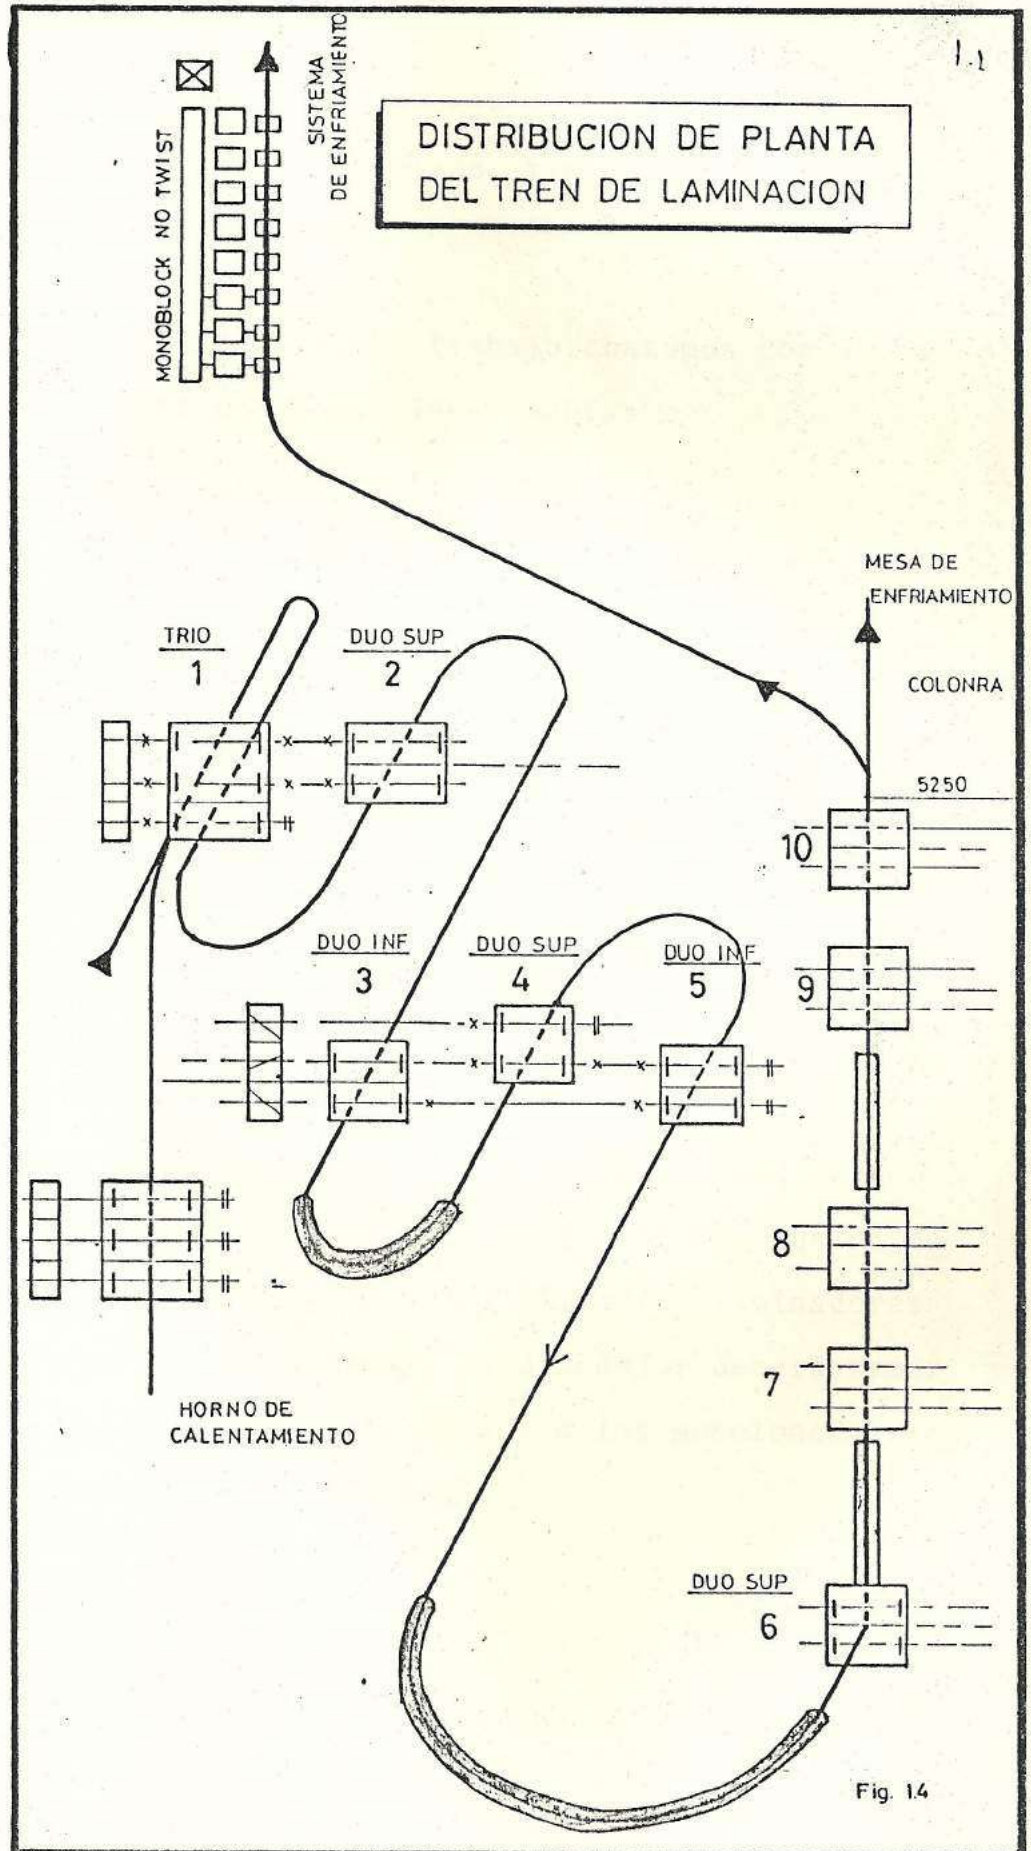 1.2
SISTEMA
DE ENFRIAMIENTO
MONOBLOCK NO TWIST
DISTRIBUCION DE PLANTA
DEL TREN DE LAMINACION
MESA DE
ENFRIAMIENTO
COLONRA
5250
TRIO
1
DUO SUP
2
10
DUO INF
3
DUO SUP
4
DUO INF
5
9
8
7
HORNO DE
CALENTAMIENTO
DUO SUP
6
Fig. 1.4